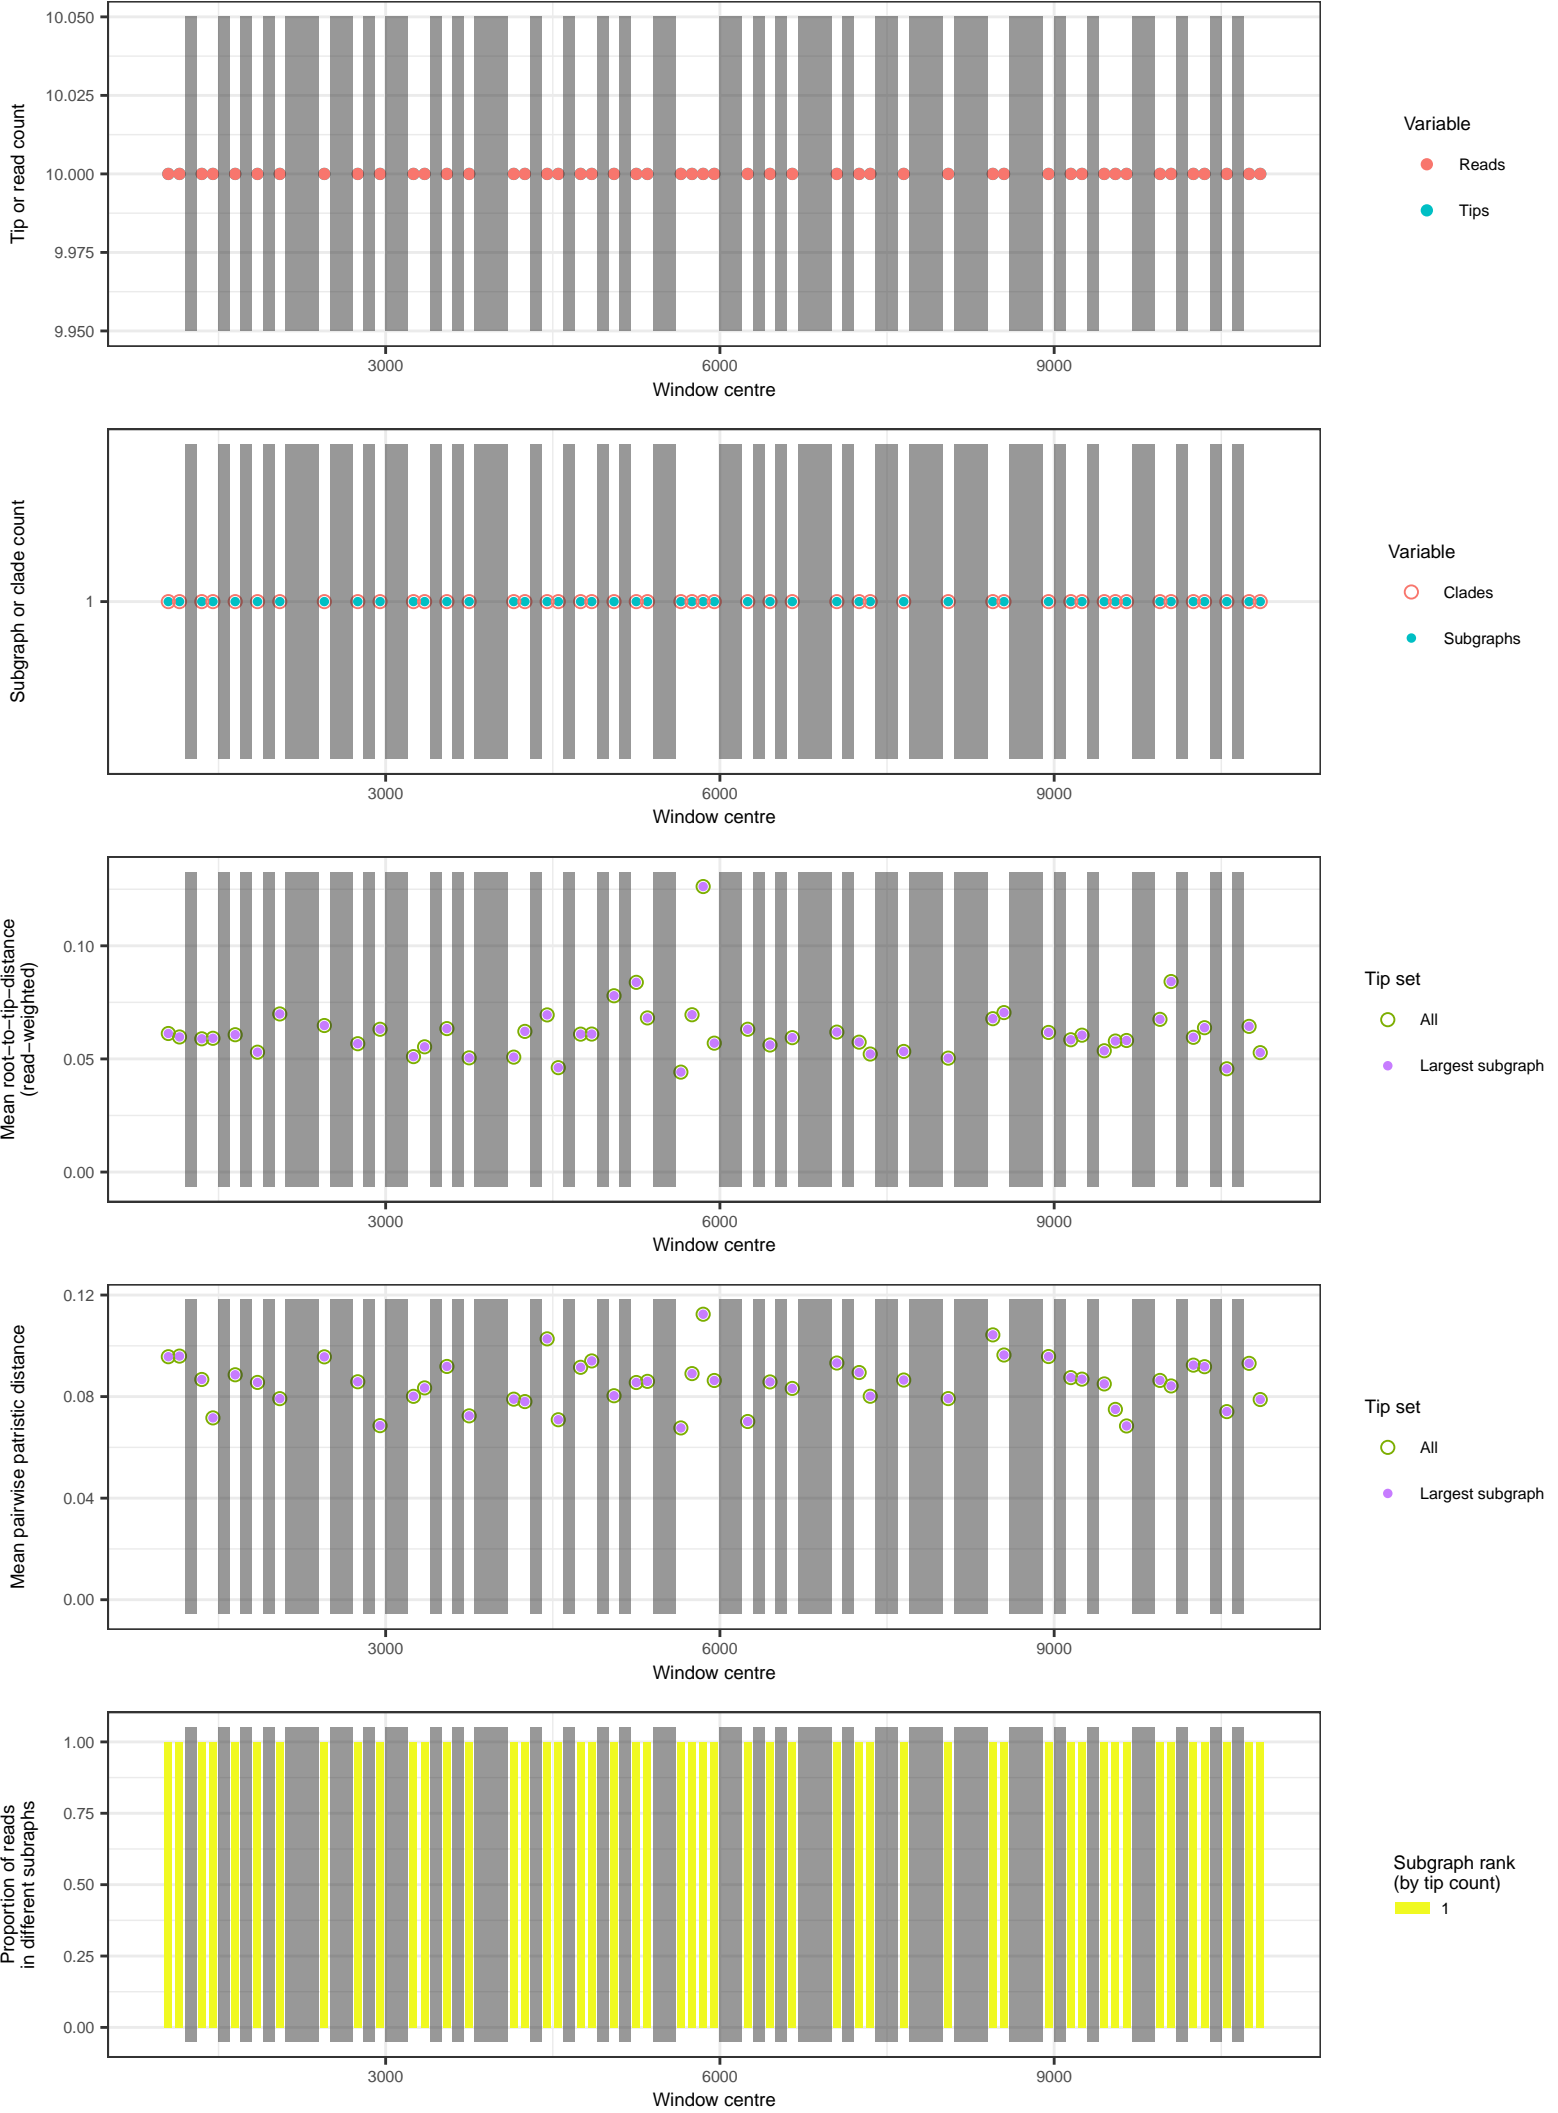 10.050
10.025
10.000
9.975
9.950
Tip or read count
3000
6000
9000
Window centre
Variable
Reads
Tips
1
Subgraph or clade count
3000
6000
9000
Window centre
Variable
Clades
Subgraphs
0.10
0.05
0.00
Mean root−to−tip−distance
(read−weighted)
3000
6000
9000
Window centre
Tip set
All
Largest subgraph
0.12
0.08
0.04
0.00
Mean pairwise patristic distance
3000
6000
9000
Window centre
Tip set
All
Largest subgraph
1.00
0.75
0.50
0.25
0.00
Proportion of reads
in different subraphs
3000
6000
9000
Window centre
Subgraph rank
(by tip count)
1